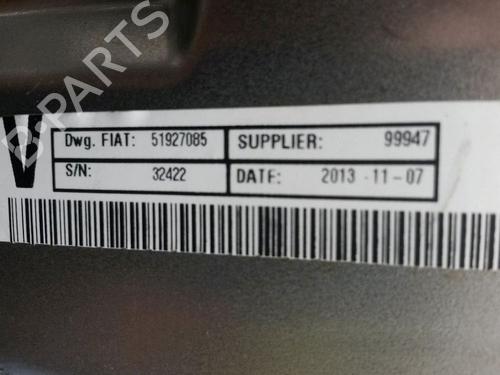 B-PARTS
V
Dwg. FIAT: 51927085
SUPPLIER: 99947
S/N: 32422
DATE: 2013-11-07